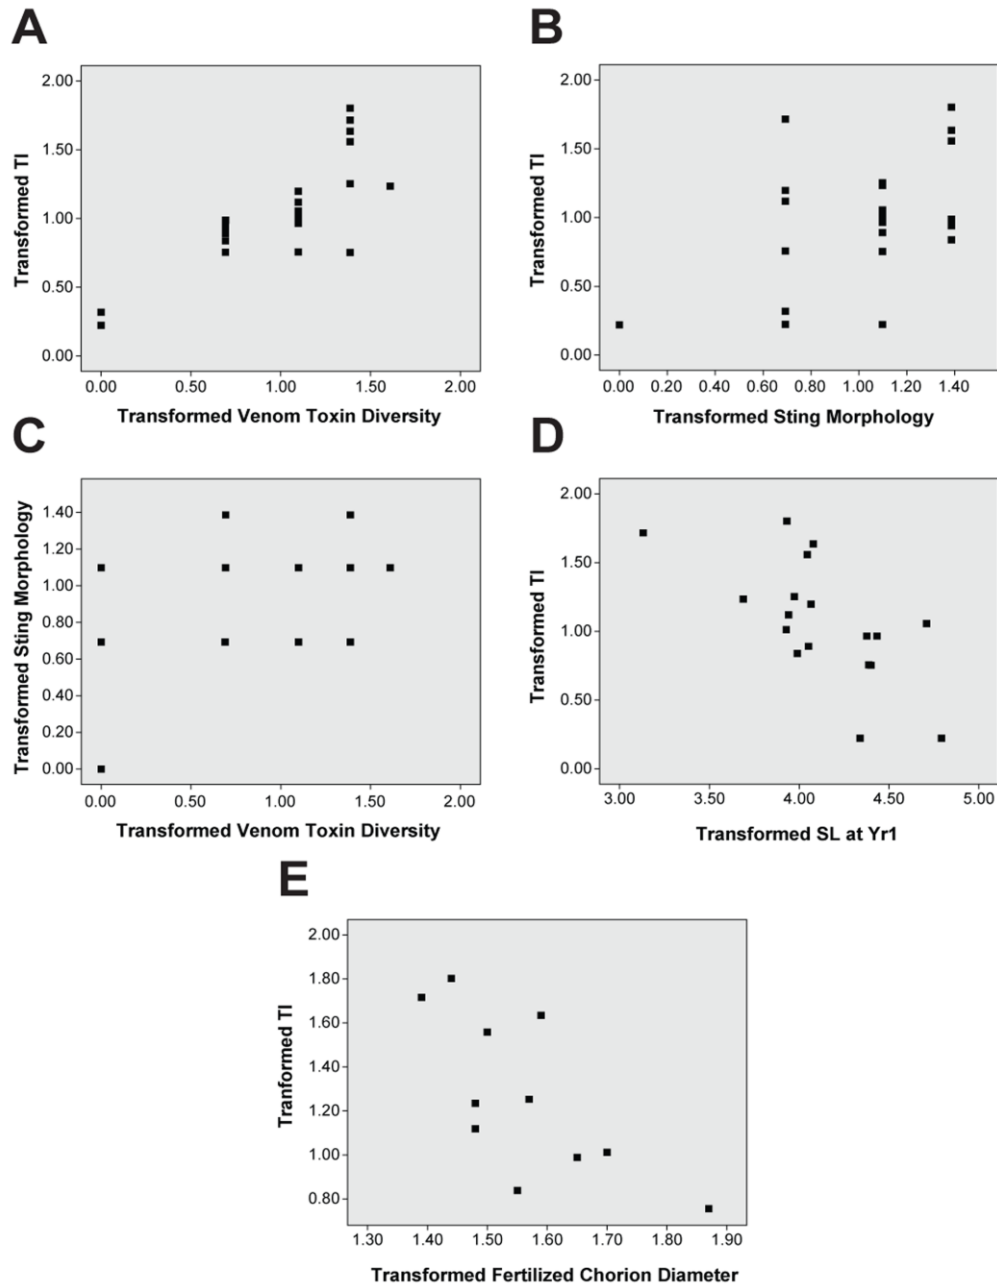 A
B
2.00
1.50
1.00
0.50
0.00
Transformed TI
0.00 0.50 1.00 1.50 2.00
Transformed Venom Toxin Diversity
2.00
1.50
1.00
0.50
0.00
Transformed TI
0.00 0.20 0.40 0.60 0.80 1.00 1.20 1.40
Transformed Sting Morphology
C
D
1.40
1.20
1.00
0.80
0.60
0.40
0.20
0.00
Transformed Sting Morphology
0.00 0.50 1.00 1.50 2.00
Transformed Venom Toxin Diversity
2.00
1.50
1.00
0.50
0.00
Transformed TI
3.00 3.50 4.00 4.50 5.00
Transformed SL at Yr1
E
2.00
1.80
1.60
1.40
1.20
1.00
0.80
Tranformed TI
1.30 1.40 1.50 1.60 1.70 1.80 1.90
Transformed Fertilized Chorion Diameter